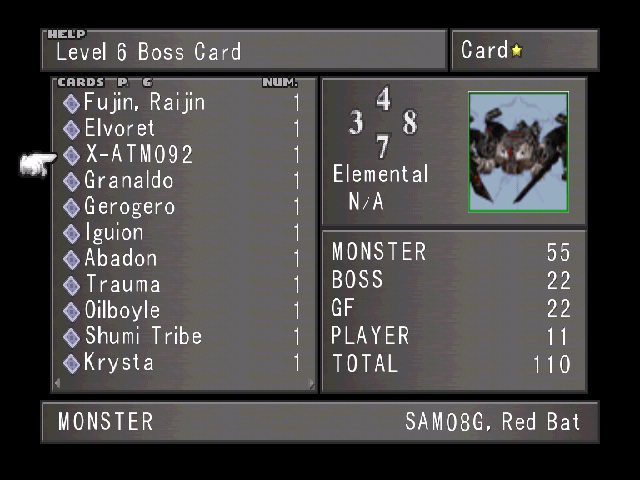 HELP
Level 6 Boss Card
Card
CARDS P. 6 NUM.
Fujin, Raijin 1
Elvoret 1
X-ATM092 1
Granaldo 1
Gerogero 1
Iguion 1
Abadon 1
Trauma 1
Oilboyle 1
Shumi Tribe 1
Krysta 1
4
3 8
7
Elemental
N/A
MONSTER 55
BOSS 22
GF 22
PLAYER 11
TOTAL 110
MONSTER SAM08G, Red Bat